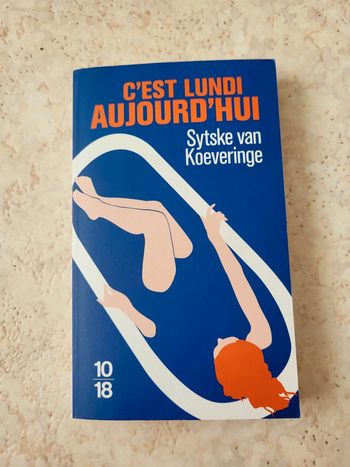 C'EST LUNDI
AUJOURD'HUI
Sytske van
Koeveringe
10
18